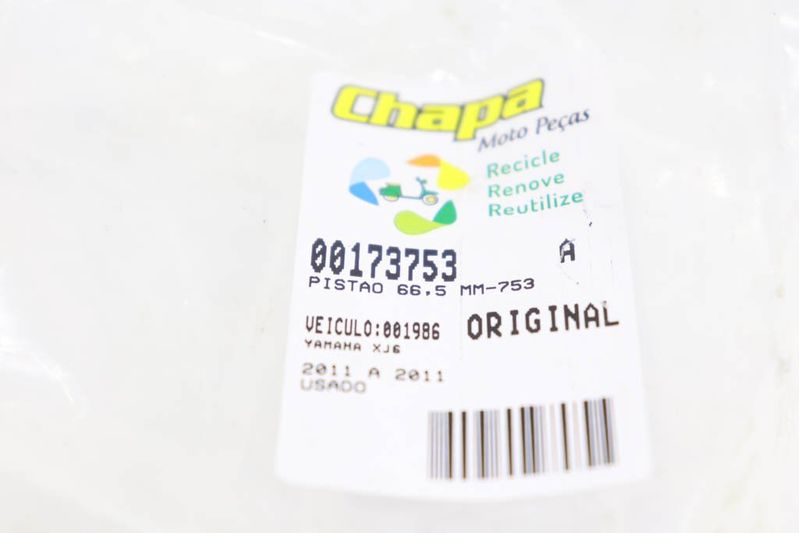 Chapa
Moto Peças
Recicle
Renove
Reutilize
00173753 A
PISTAO 66.5 MM-753
VEICULO:001986 ORIGINAL
YAMAHA XJ6
2011 A 2011
USADO